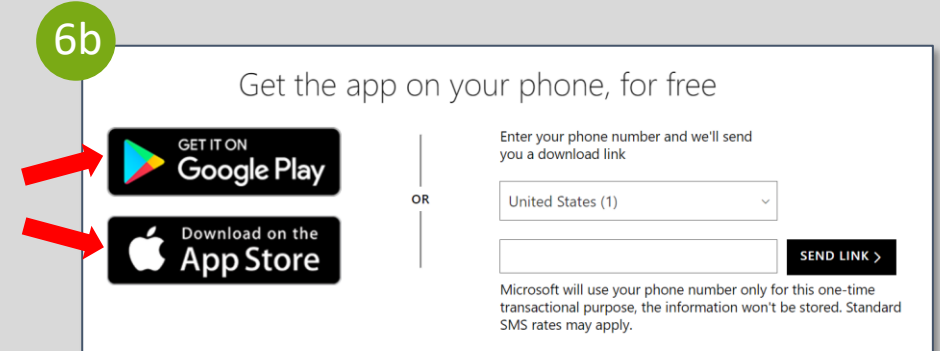 6b
Get the app on your phone, for free
GET IT ON
Google Play
Download on the
App Store
OR
Enter your phone number and we'll send
you a download link
United States (1)
SEND LINK >
Microsoft will use your phone number only for this one-time
transactional purpose, the information won't be stored. Standard
SMS rates may apply.